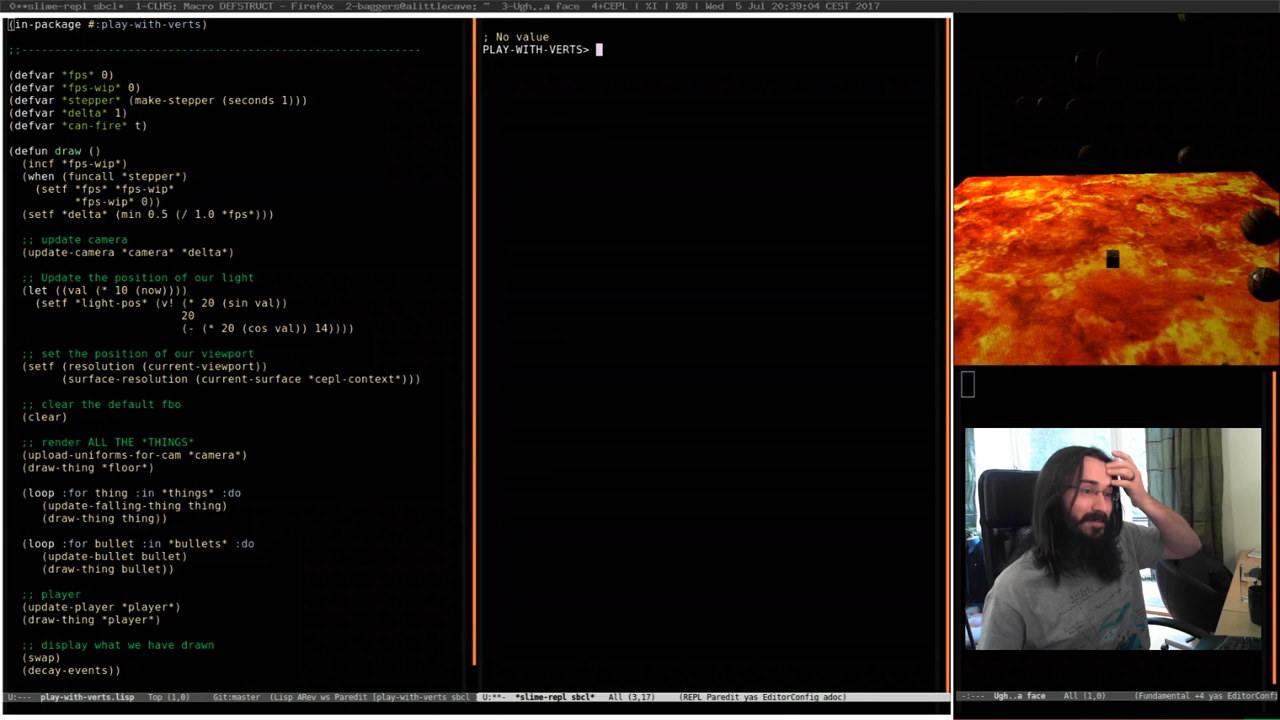 0**slime-repl sbcl* 1-CLHS: Macro DEFSTRUCT - Firefox 2-baggers@alittlecave: ~ 3-Ugh..a face 4+CEPL | %I | %B | Wed 5 Jul 20:39:04 CEST 2017
(in-package #:play-with-verts)
;;------------------------------------------------------------
(defvar *fps* 0)
(defvar *fps-wip* 0)
(defvar *stepper* (make-stepper (seconds 1)))
(defvar *delta* 1)
(defvar *can-fire* t)
(defun draw ()
(incf *fps-wip*)
(when (funcall *stepper*)
(setf *fps* *fps-wip*
*fps-wip* 0))
(setf *delta* (min 0.5 (/ 1.0 *fps*)))
;; update camera
(update-camera *camera* *delta*)
;; Update the position of our light
(let ((val (* 10 (now))))
(setf *light-pos* (v! (* 20 (sin val))
20
(- (* 20 (cos val)) 14))))
;; set the position of our viewport
(setf (resolution (current-viewport))
(surface-resolution (current-surface *cepl-context*)))
;; clear the default fbo
(clear)
;; render ALL THE *THINGS*
(upload-uniforms-for-cam *camera*)
(draw-thing *floor*)
(loop :for thing :in *things* :do
(update-falling-thing thing)
(draw-thing thing))
(loop :for bullet :in *bullets* :do
(update-bullet bullet)
(draw-thing bullet))
;; player
(update-player *player*)
(draw-thing *player*)
;; display what we have drawn
(swap)
(decay-events))
U:--- play-with-verts.lisp Top (1,0) Git:master (Lisp ARev ws Paredit [play-with-verts sbcl
; No value
PLAY-WITH-VERTS>
U:**- *slime-repl sbcl* All (3,17) (REPL Paredit yas EditorConfig adoc)
-:--- Ugh..a face All (1,0) (Fundamental +4 yas EditorConfi